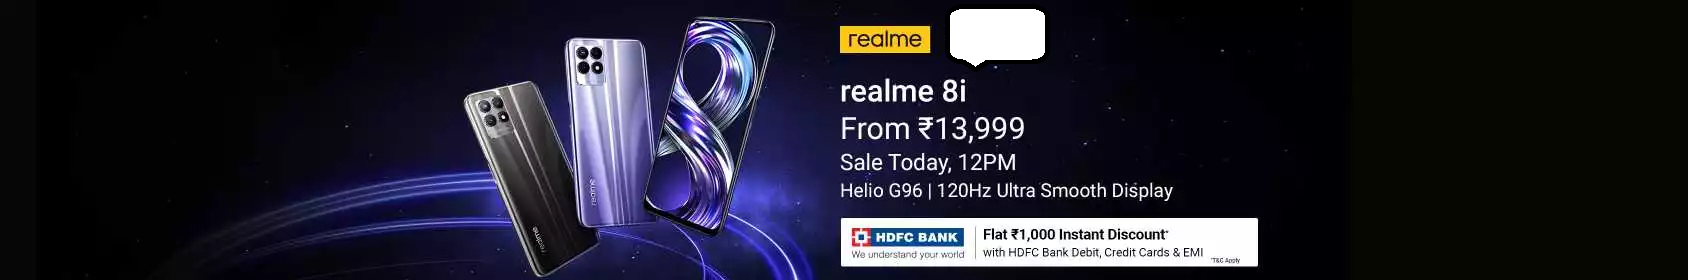 realme
realme 8i
From ₹13,999
Sale Today, 12PM
Helio G96 | 120Hz Ultra Smooth Display
HDFC BANK
We understand your world
Flat ₹1,000 Instant Discount*
with HDFC Bank Debit, Credit Cards & EMI
*T&C Apply
realme
realme